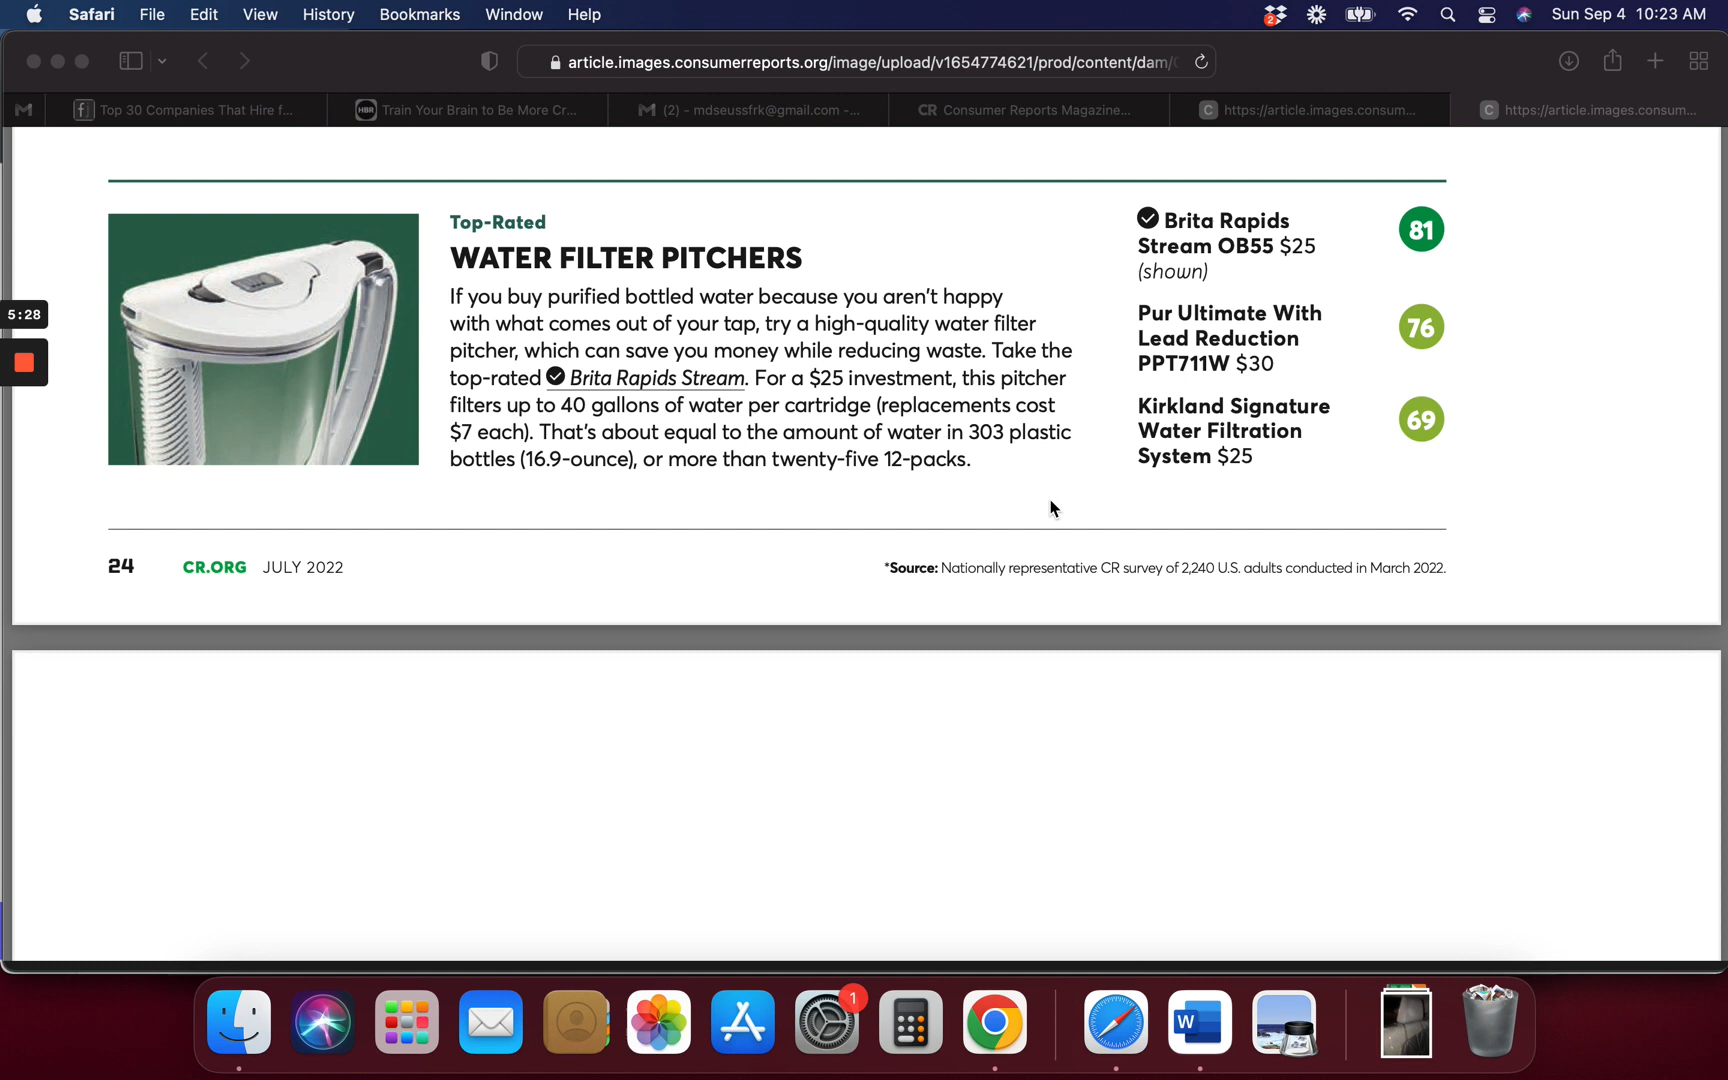 Safari File Edit View History Bookmarks Window Help
2
Sun Sep 4 10:23 AM
article.images.consumerreports.org/image/upload/v1654774621/prod/content/dam/
Top 30 Companies That Hire f...
HBR Train Your Brain to Be More Cr...
(2) - mdseussfrk@gmail.com -...
CR Consumer Reports Magazine...
C https://article.images.consum...
C https://article.images.consum...
5:28
Top-Rated
WATER FILTER PITCHERS
If you buy purified bottled water because you aren't happy
with what comes out of your tap, try a high-quality water filter
pitcher, which can save you money while reducing waste. Take the
top-rated Brita Rapids Stream. For a $25 investment, this pitcher
filters up to 40 gallons of water per cartridge (replacements cost
$7 each). That's about equal to the amount of water in 303 plastic
bottles (16.9-ounce), or more than twenty-five 12-packs.
Brita Rapids
Stream OB55 $25
(shown)
81
Pur Ultimate With
Lead Reduction
PPT711W $30
76
Kirkland Signature
Water Filtration
System $25
69
24 CR.ORG JULY 2022
*Source: Nationally representative CR survey of 2,240 U.S. adults conducted in March 2022.
1
W